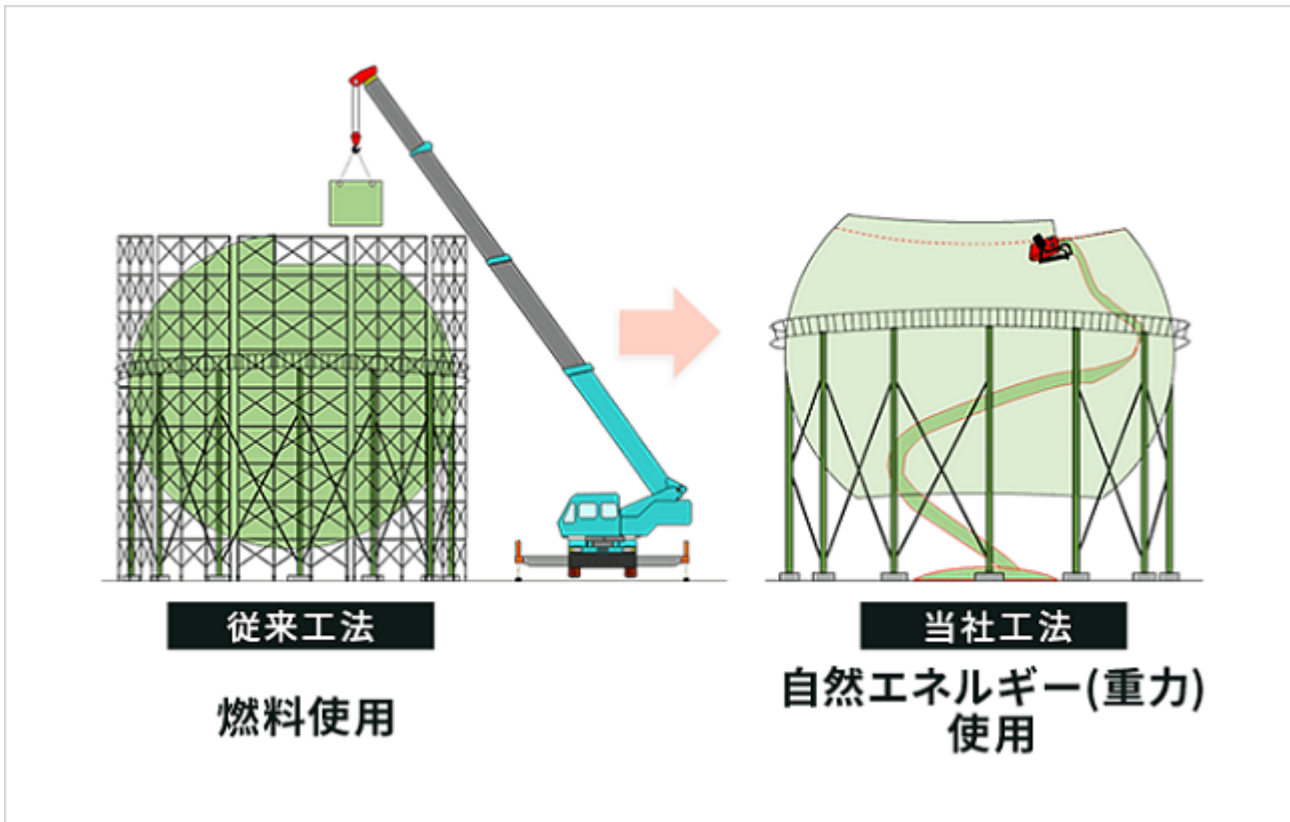 従来工法
燃料使用
当社工法
自然エネルギー(重力)
使用